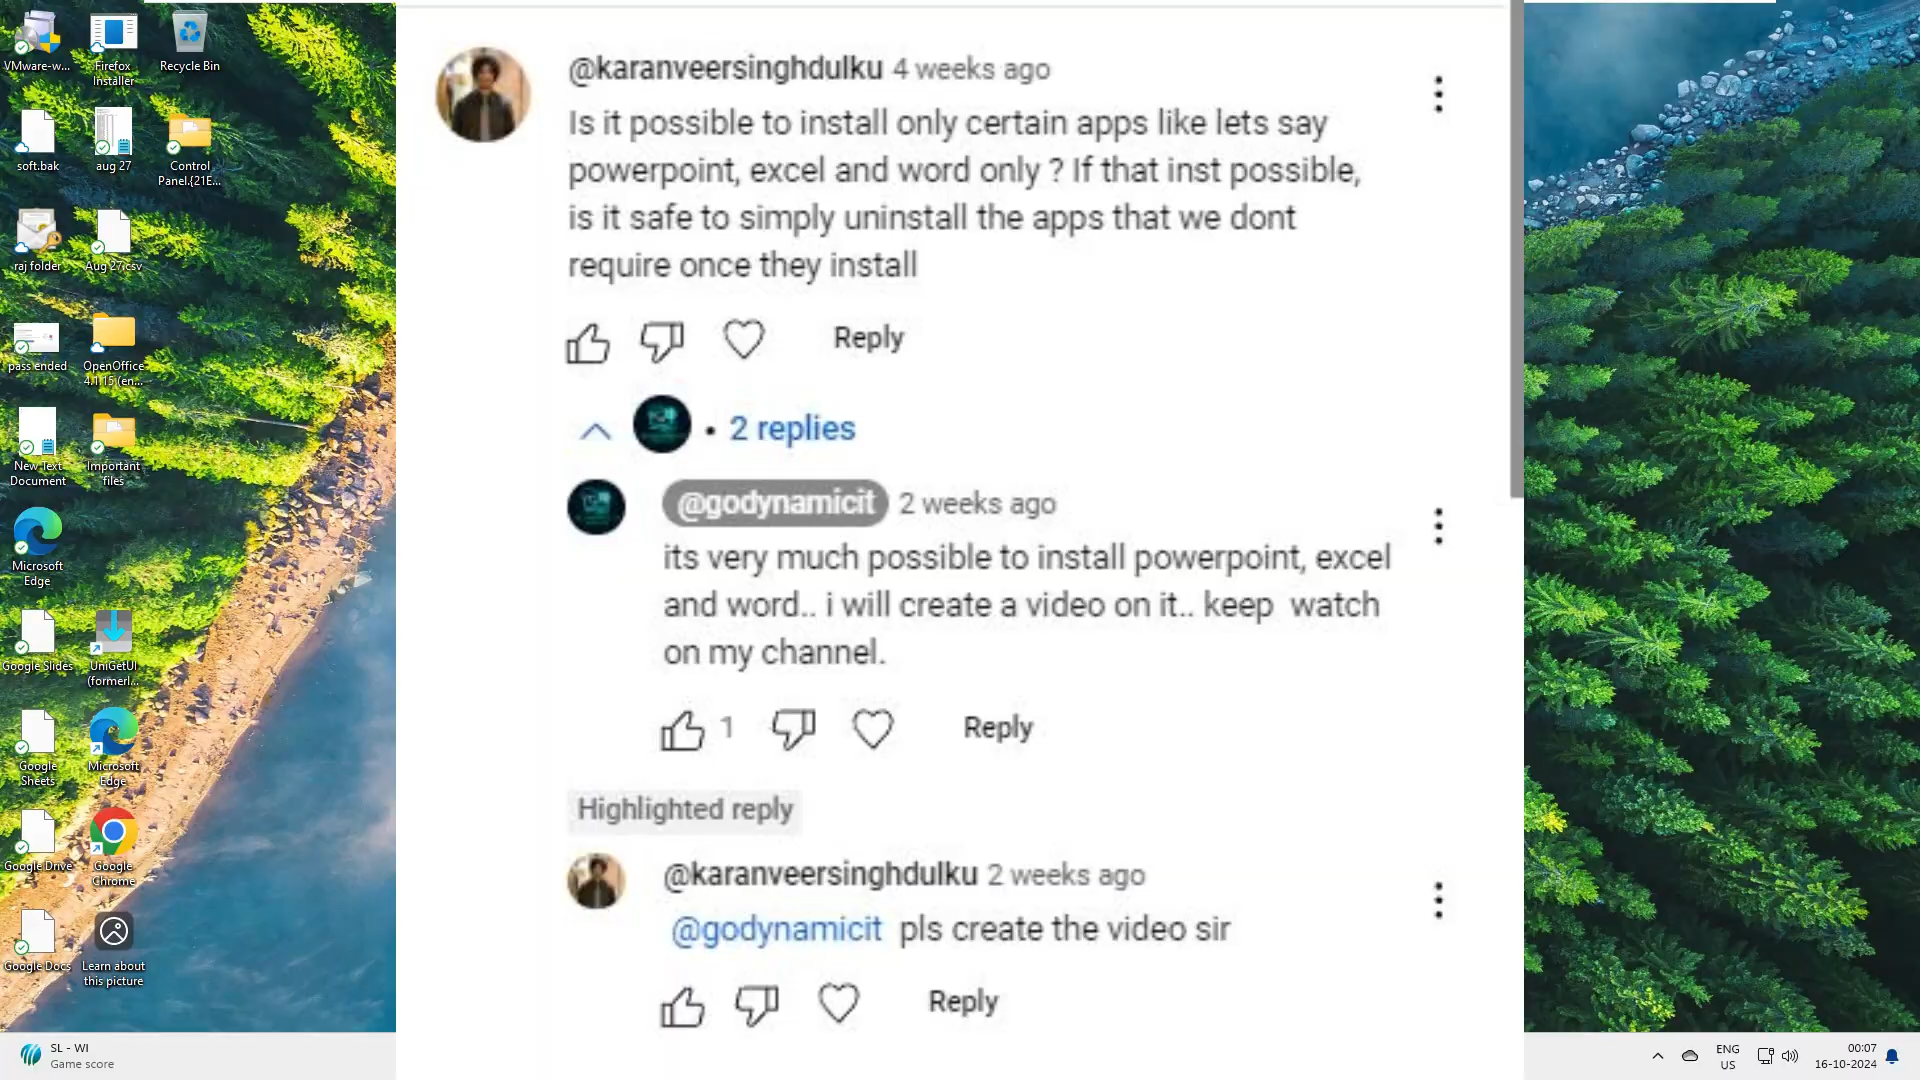 VMware-w...
Firefox
Installer
Recycle Bin
soft.bak
aug 27
Control
Panel.{21E...
raj folder
Aug 27.csv
pass ended
OpenOffice
4.1.15 (en...
New Text
Document
Important
files
Microsoft
Edge
Google Slides
UniGetUI
(formerl...
Google
Sheets
Microsoft
Edge
Google Drive
Google
Chrome
Google Docs
Learn about
this picture
@karanveersinghdulku 4 weeks ago
Is it possible to install only certain apps like lets say
powerpoint, excel and word only ? If that inst possible,
is it safe to simply uninstall the apps that we dont
require once they install
Reply
• 2 replies
@godynamicit 2 weeks ago
its very much possible to install powerpoint, excel
and word.. i will create a video on it.. keep watch
on my channel.
1 Reply
Highlighted reply
@karanveersinghdulku 2 weeks ago
@godynamicit pls create the video sir
Reply
SL - WI
Game score
ENG
US
00:07
16-10-2024